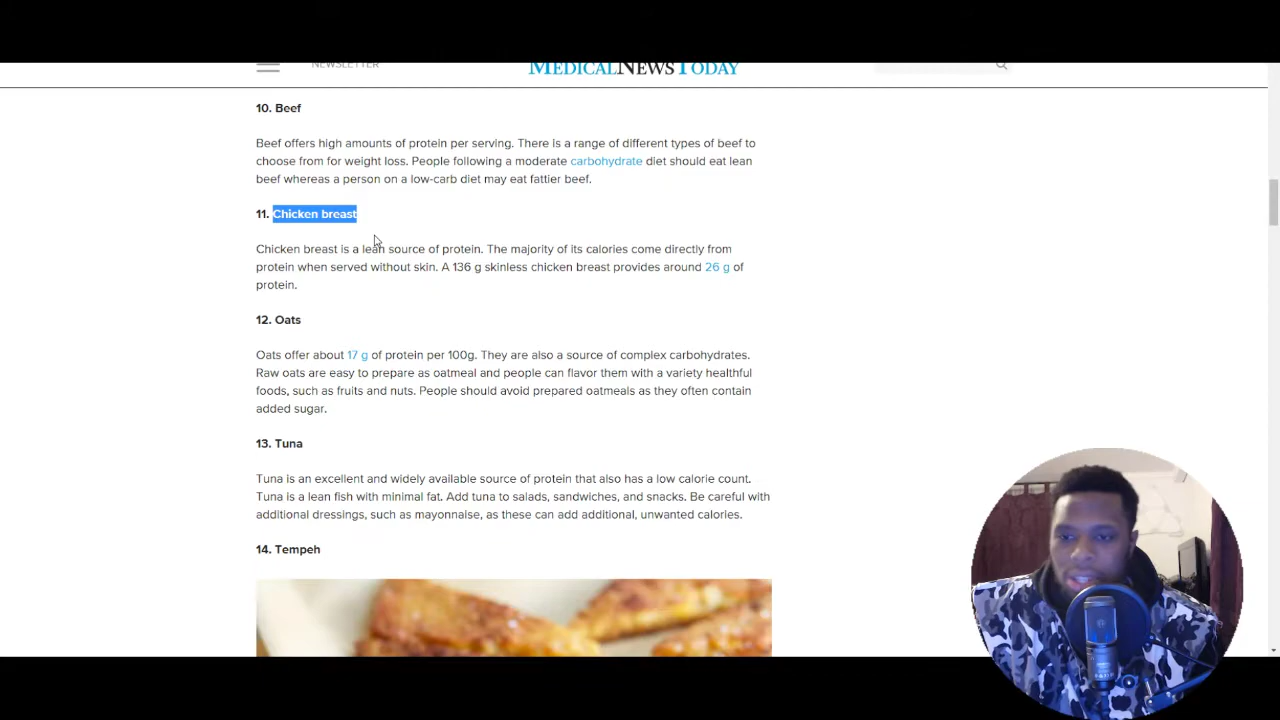 NEWSLETTER
MEDICALNEWSTODAY
10. Beef
Beef offers high amounts of protein per serving. There is a range of different types of beef to
choose from for weight loss. People following a moderate carbohydrate diet should eat lean
beef whereas a person on a low-carb diet may eat fattier beef.
11. Chicken breast
Chicken breast is a lean source of protein. The majority of its calories come directly from
protein when served without skin. A 136 g skinless chicken breast provides around 26 g of
protein.
12. Oats
Oats offer about 17 g of protein per 100g. They are also a source of complex carbohydrates.
Raw oats are easy to prepare as oatmeal and people can flavor them with a variety healthful
foods, such as fruits and nuts. People should avoid prepared oatmeals as they often contain
added sugar.
13. Tuna
Tuna is an excellent and widely available source of protein that also has a low calorie count.
Tuna is a lean fish with minimal fat. Add tuna to salads, sandwiches, and snacks. Be careful with
additional dressings, such as mayonnaise, as these can add additional, unwanted calories.
14. Tempeh